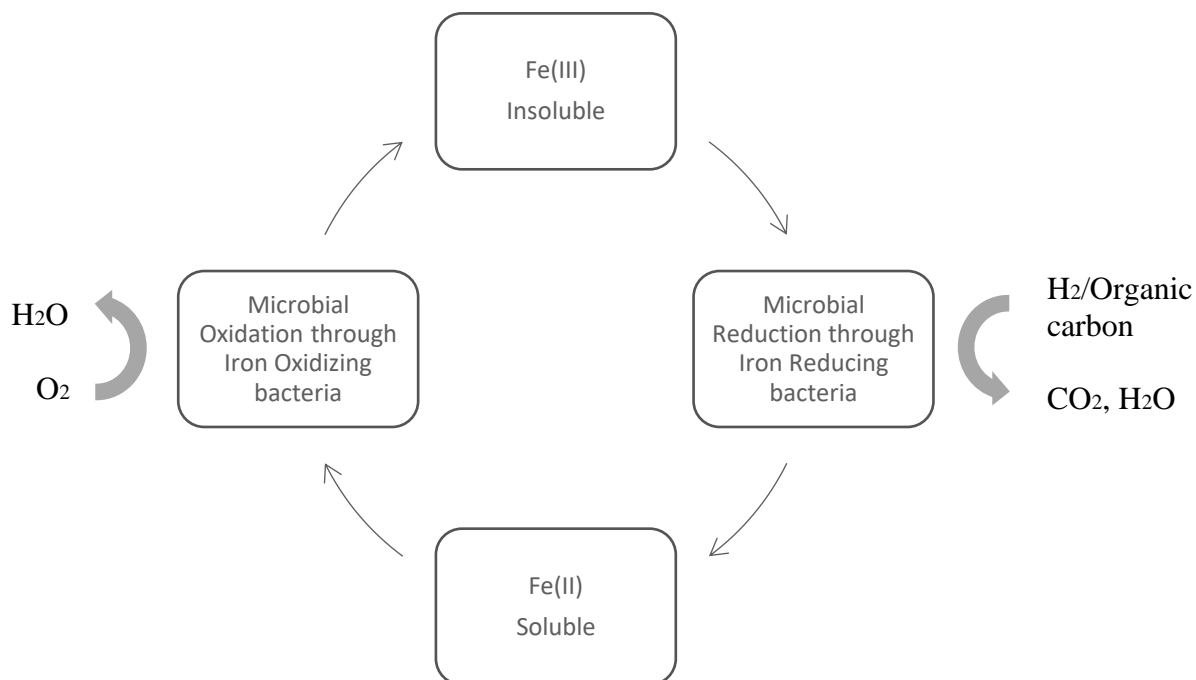 Fe(III)
Insoluble
H2O
O2
Microbial
Oxidation through
Iron Oxidizing
bacteria
Microbial
Reduction through
Iron Reducing
bacteria
H2/Organic
carbon
CO2, H2O
Fe(II)
Soluble